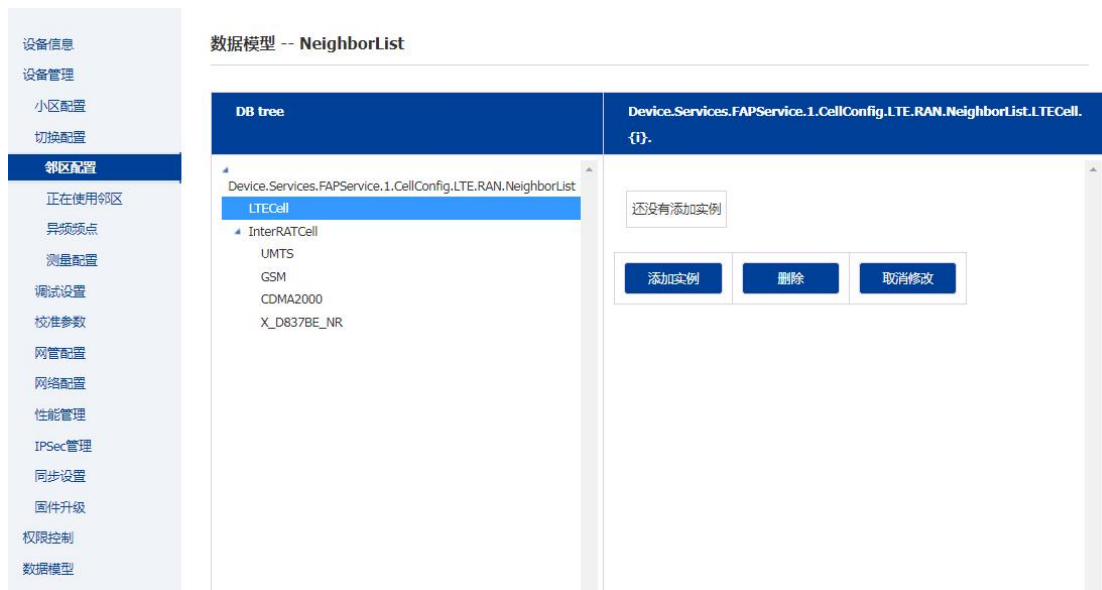 设备信息
设备管理
小区配置
切换配置
邻区配置
正在使用邻区
异频频点
测量配置
调试设置
校准参数
网管配置
网络配置
性能管理
IPSec管理
同步设置
固件升级
权限控制
数据模型
数据模型 -- NeighborList
DB tree
Device.Services.FAPService.1.CellConfig.LTE.RAN.NeighborList
LTECell
InterRATCell
UMTS
GSM
CDMA2000
X_D837BE_NR
Device.Services.FAPService.1.CellConfig.LTE.RAN.NeighborList.LTECell.
{i}.
还没有添加实例
添加实例 删除 取消修改